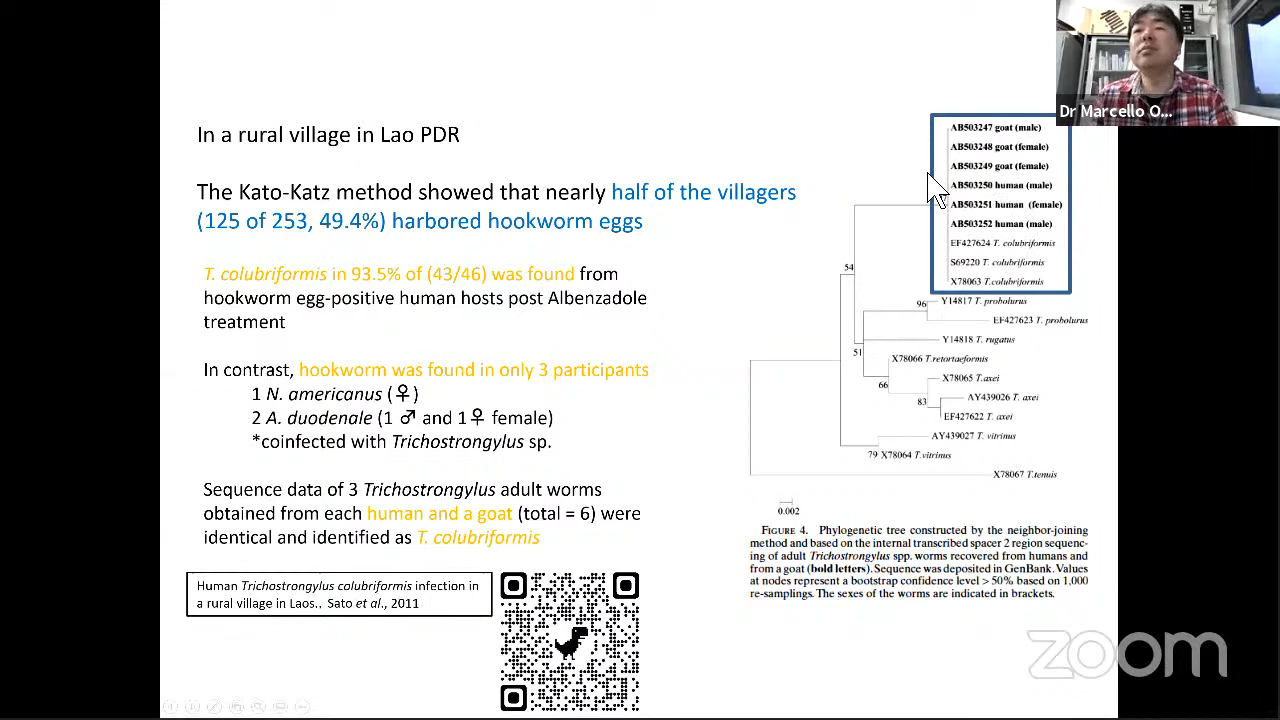 Dr Marcello O...
In a rural village in Lao PDR
The Kato-Katz method showed that nearly half of the villagers
(125 of 253, 49.4%) harbored hookworm eggs
T. colubriformis in 93.5% of (43/46) was found from
hookworm egg-positive human hosts post Albenzadole
treatment
In contrast, hookworm was found in only 3 participants
1 N. americanus (♀)
2 A. duodenale (1 ♂ and 1♀ female)
*coinfected with Trichostrongylus sp.
Sequence data of 3 Trichostrongylus adult worms
obtained from each human and a goat (total = 6) were
identical and identified as T. colubriformis
Human Trichostrongylus colubriformis infection in
a rural village in Laos., Sato et al., 2011
AB503247 goat (male)
AB503248 goat (female)
AB503249 goat (female)
AB503250 human (male)
AB503251 human (female)
AB503252 human (male)
EF427624 T. colubriformis
S69220 T. colubriformis
X78063 T.colubriformis
Y14817 T. probolurus
EF427623 T. probolurus
Y14818 T. rugatus
X78066 T.retortaeformis
X78065 T.axei
AY439026 T. axei
EF427622 T. axei
AY439027 T. vitrinus
X78064 T.vitrinus
X78067 T.tenuis
54
96
51
66
83
79
0.002
FIGURE 4. Phylogenetic tree constructed by the neighbor-joining
method and based on the internal transcribed spacer 2 region sequenc-
ing of adult Trichostrongylus spp. worms recovered from humans and
from a goat (bold letters). Sequence was deposited in GenBank. Values
at nodes represent a bootstrap confidence level > 50% based on 1,000
re-samplings. The sexes of the worms are indicated in brackets.
zoom